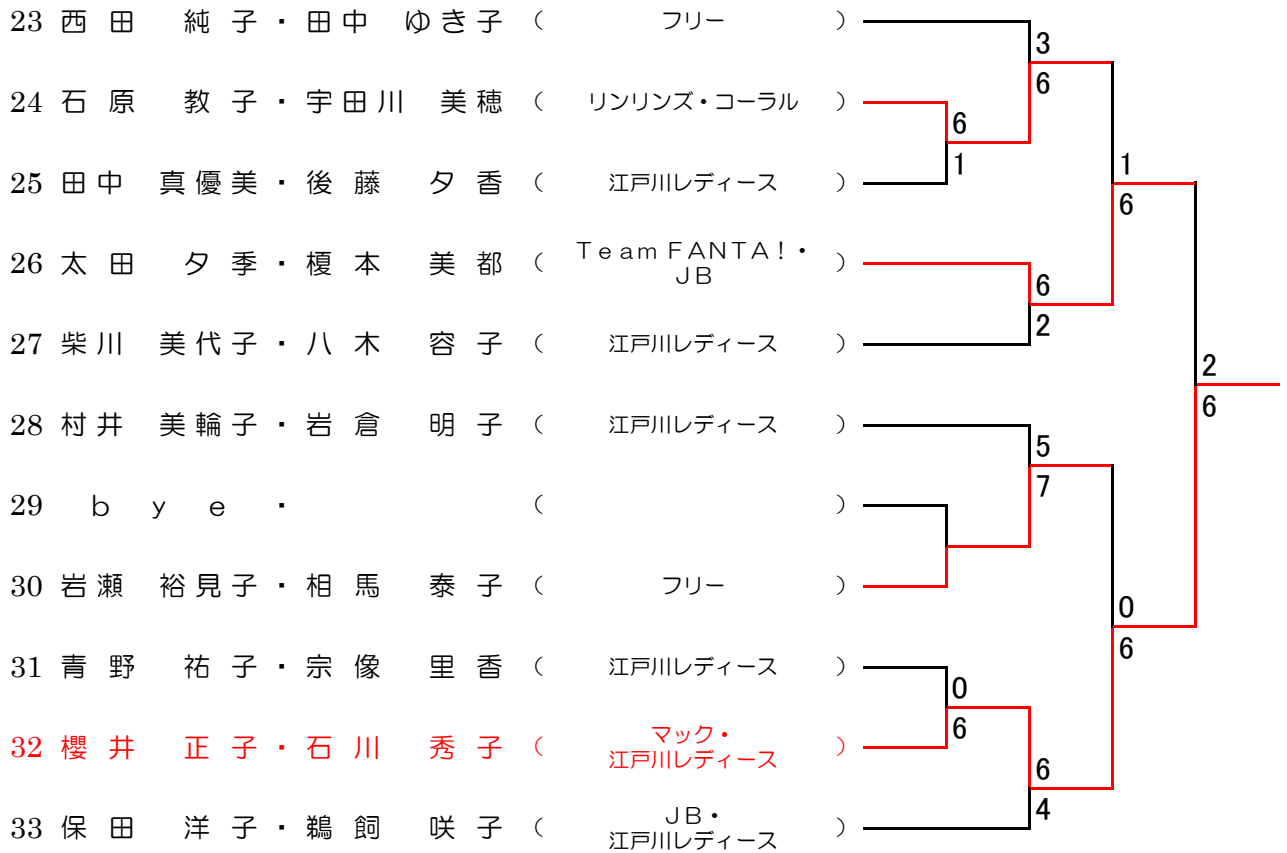 23 西田 純子・田中 ゆき子 ( フリー )
3
6
24 石原 教子・宇田川 美穂 ( リンリンズ・コーラル )
6
1
25 田中 真優美・後藤 夕香 ( 江戸川レディース )
1
6
26 太田 夕季・榎本 美都 ( Ｔｅａｍ ＦＡＮＴＡ！・
ＪＢ )
6
2
27 柴川 美代子・八木 容子 ( 江戸川レディース )
2
6
28 村井 美輪子・岩倉 明子 ( 江戸川レディース )
5
7
29 ｂｙｅ・ ( )
30 岩瀬 裕見子・相馬 泰子 ( フリー )
0
6
31 青野 祐子・宗像 里香 ( 江戸川レディース )
0
6
32 櫻井 正子・石川 秀子 ( マック・
江戸川レディース )
6
4
33 保田 洋子・鵜飼 咲子 ( ＪＢ・
江戸川レディース )